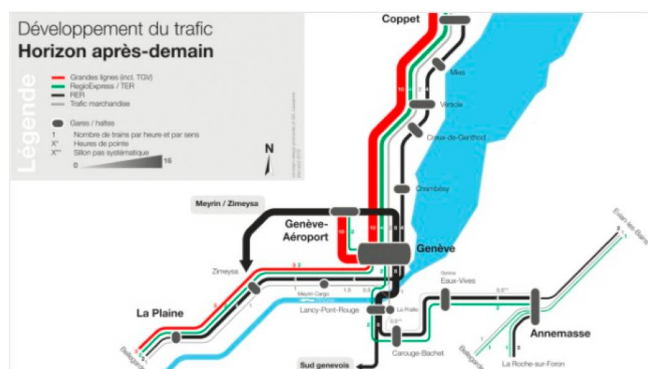 Développement du trafic
Horizon après-demain
Légende
Grandes lignes (incl. TGV)
RegioExpress / TER
RER
Trafic marchandise
Gares / haltes
1 Nombre de trains par heure et par sens
X* Heures de pointe
X** Sillon pas systématique
0 16
N
Coppet
Mies
Versoix
Creux-de-Genthod
Chambésy
Meyrin / Zimeysa
Genève-
Aéroport
Genève
Zimeysa
Meyrin Cargo
La Plaine
Lancy-Pont-Rouge
La Praille
Eaux-Vives
Carouge-Bachet
Annemasse
Evian-les-Bains
Bellegarde
Bellegarde
La Roche-sur-Foron
Sud genevois